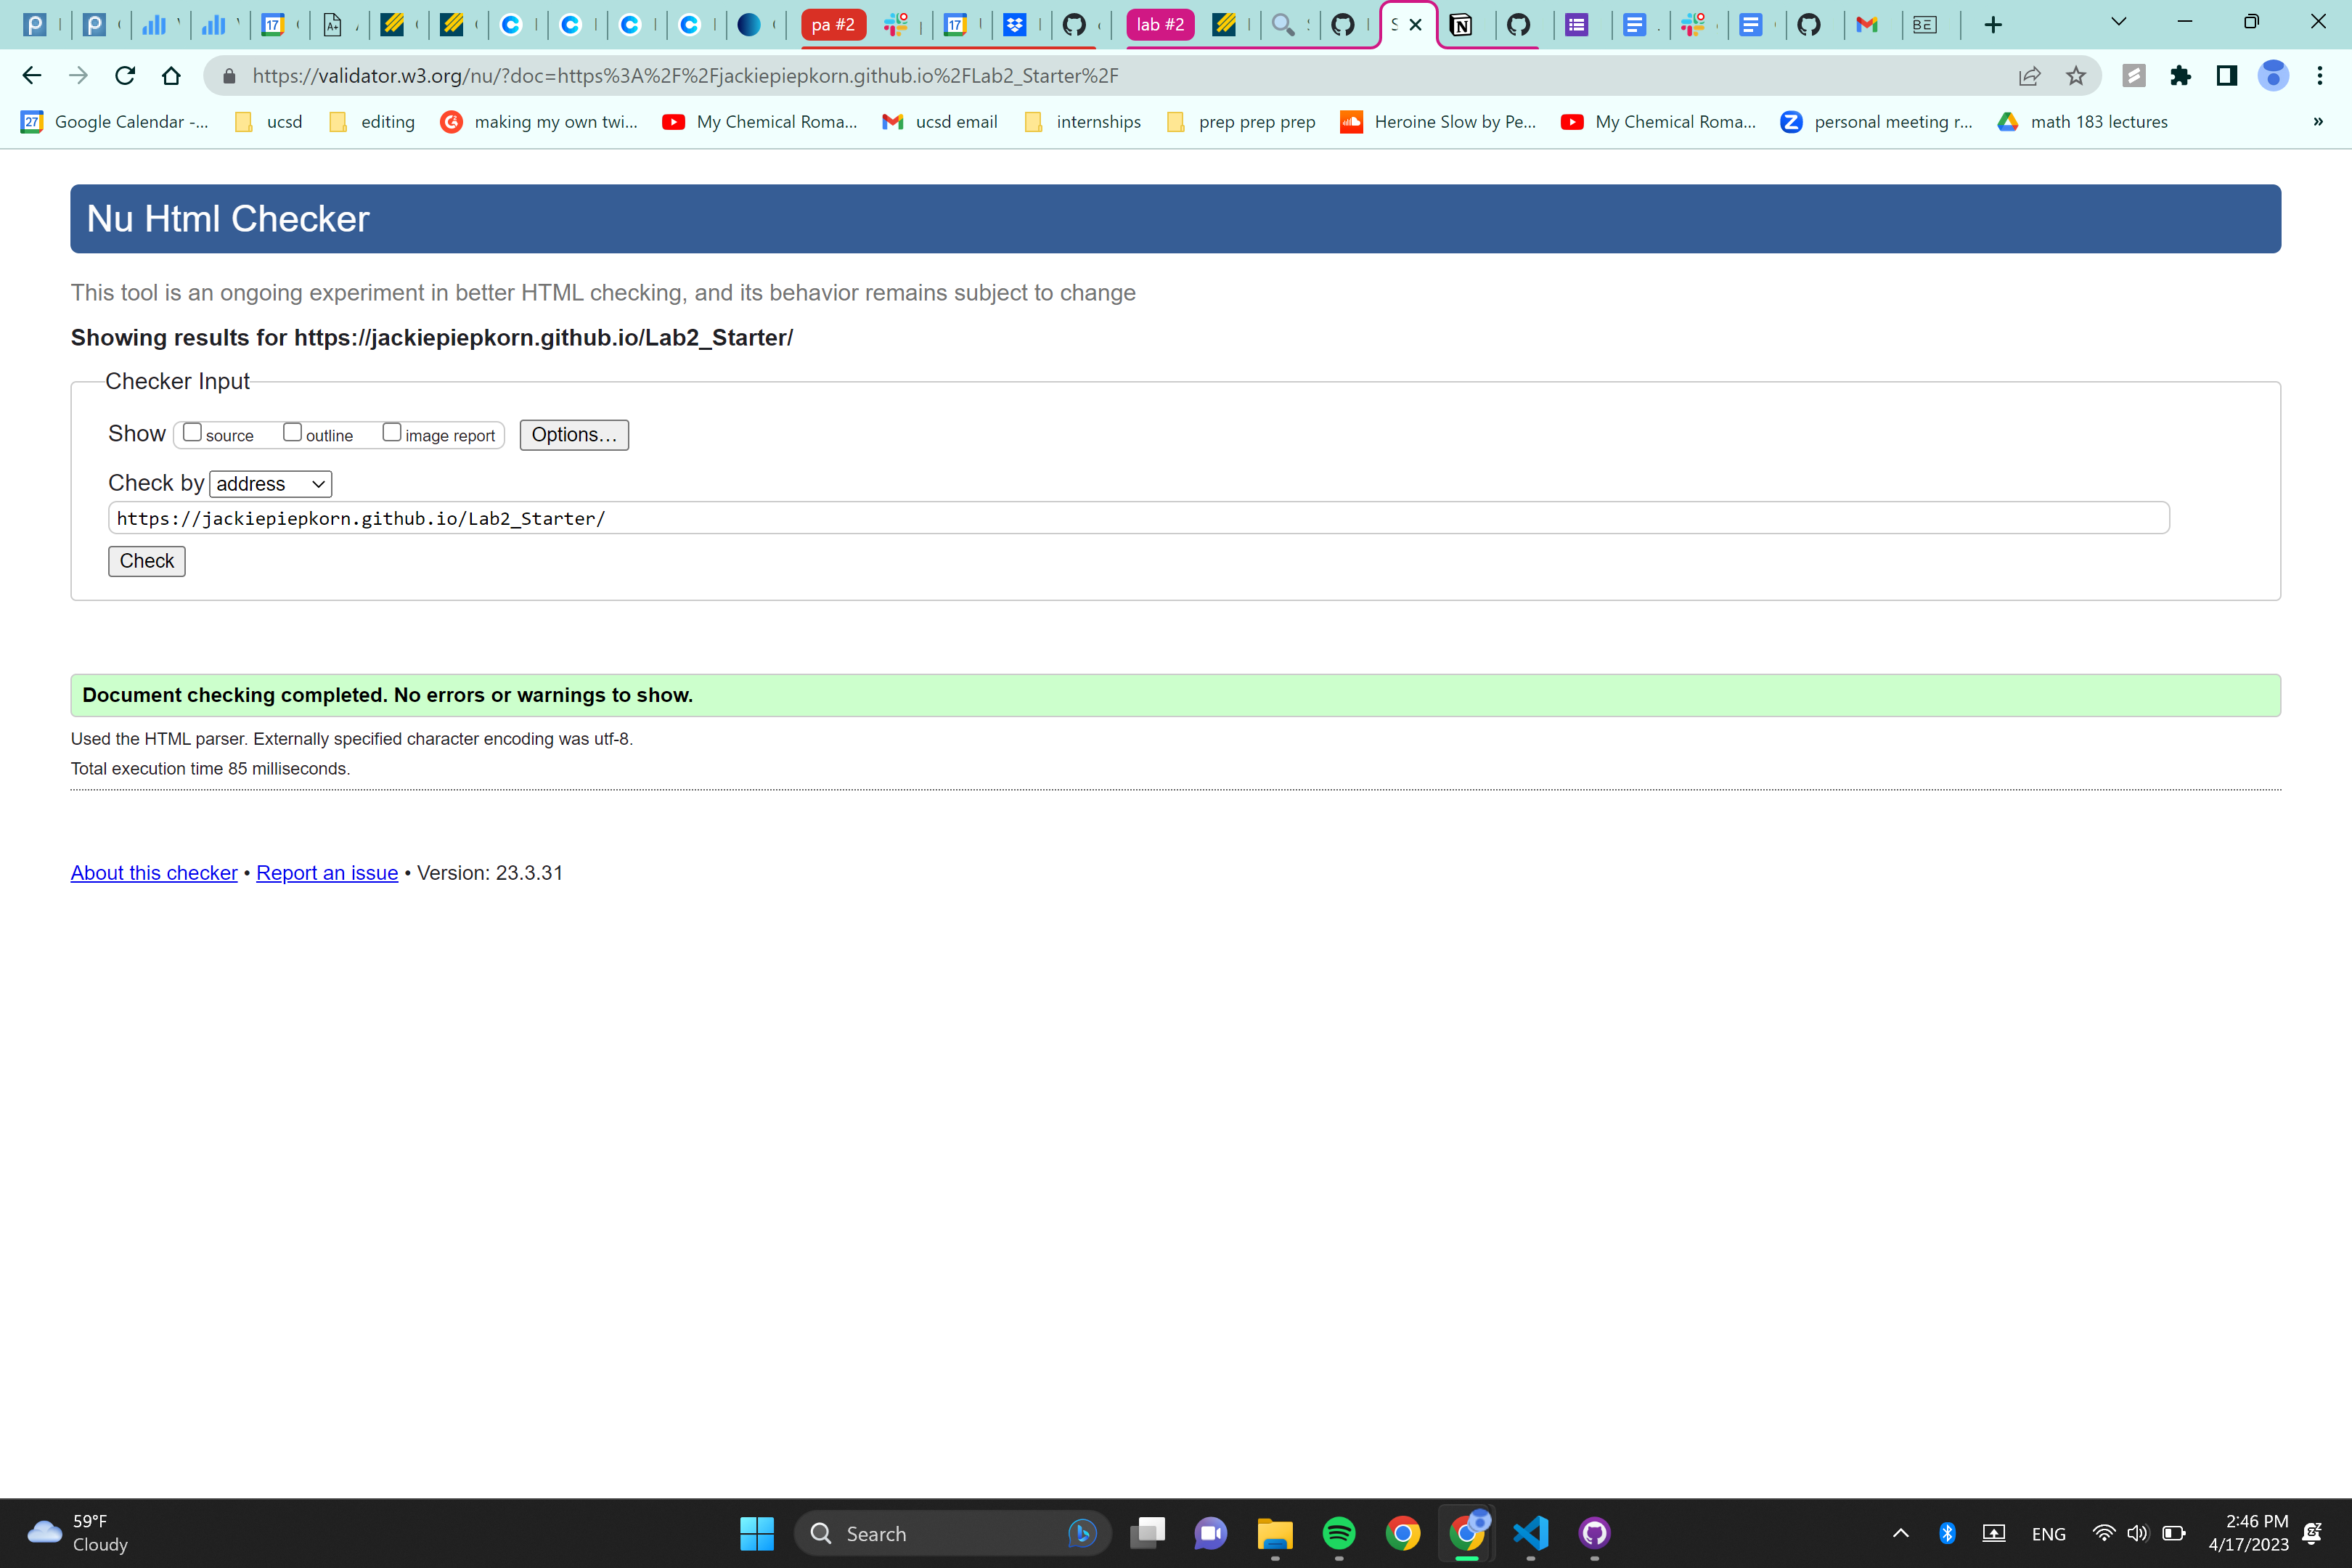 pa #2
lab #2
https://validator.w3.org/nu/?doc=https%3A%2F%2Fjackiepiepkorn.github.io%2FLab2_Starter%2F
Google Calendar -... ucsd editing making my own twi... My Chemical Roma... ucsd email internships prep prep prep Heroine Slow by Pe... My Chemical Roma... personal meeting r... math 183 lectures »
Nu Html Checker
This tool is an ongoing experiment in better HTML checking, and its behavior remains subject to change
Showing results for https://jackiepiepkorn.github.io/Lab2_Starter/
Checker Input
Show source outline image report Options...
Check by address
https://jackiepiepkorn.github.io/Lab2_Starter/
Check
Document checking completed. No errors or warnings to show.
Used the HTML parser. Externally specified character encoding was utf-8.
Total execution time 85 milliseconds.
About this checker • Report an issue • Version: 23.3.31
59°F
Cloudy
Search
ENG
2:46 PM
4/17/2023